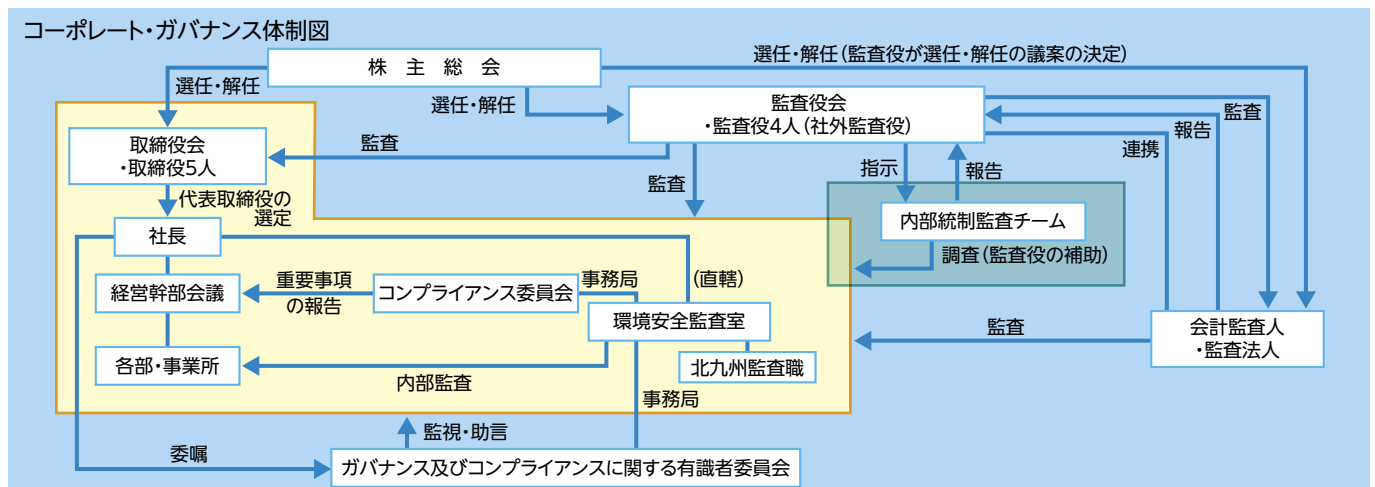 コーポレート・ガバナンス体制図
株主総会
選任・解任(監査役が選任・解任の議案の決定)
選任・解任
選任・解任
監査役会
・監査役4人(社外監査役)
監査
報告
連携
取締役会
・取締役5人
監査
監査
指示
報告
代表取締役の
選定
内部統制監査チーム
社長
調査(監査役の補助)
重要事項
の報告
事務局
(直轄)
経営幹部会議
コンプライアンス委員会
環境安全監査室
監査
会計監査人
・監査法人
各部・事業所
北九州監査職
内部監査
事務局
監視・助言
委嘱
ガバナンス及びコンプライアンスに関する有識者委員会